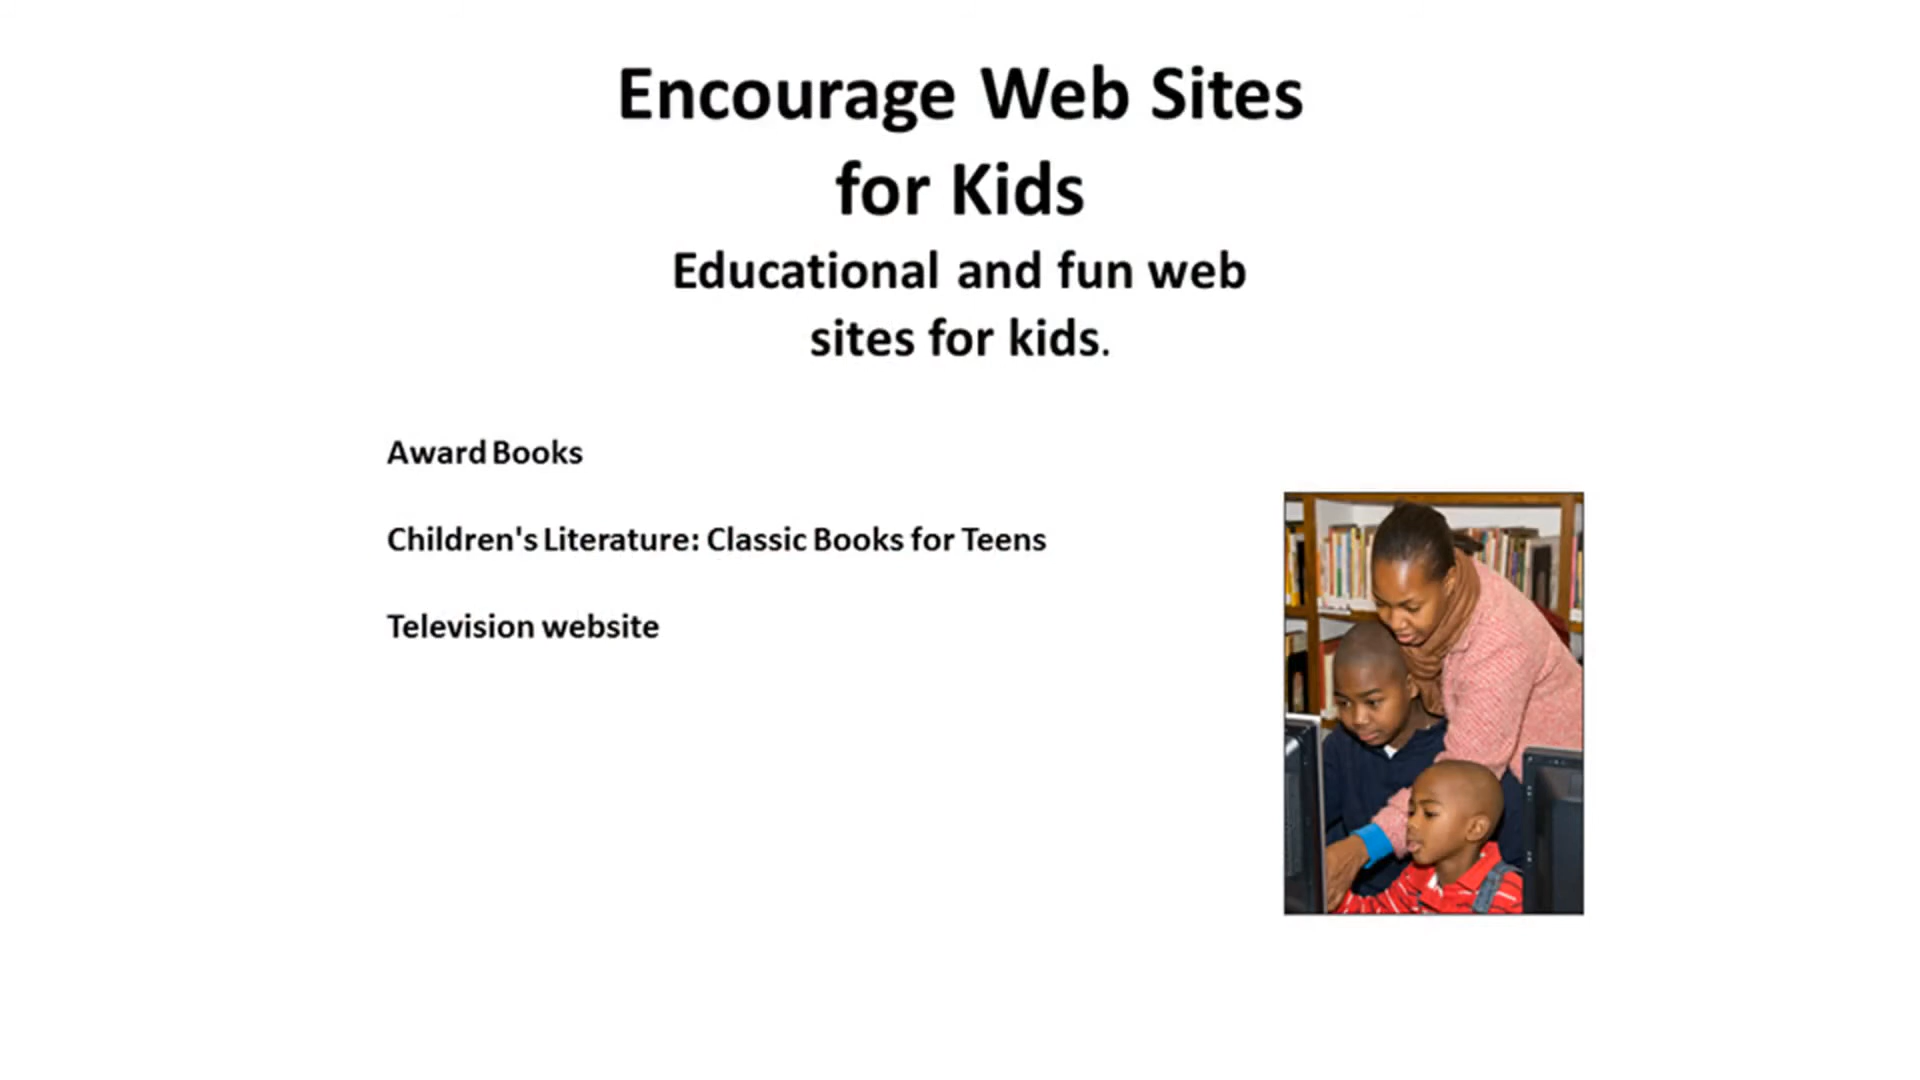 Encourage Web Sites
for Kids
Educational and fun web
sites for kids.
Award Books
Children's Literature: Classic Books for Teens
Television website